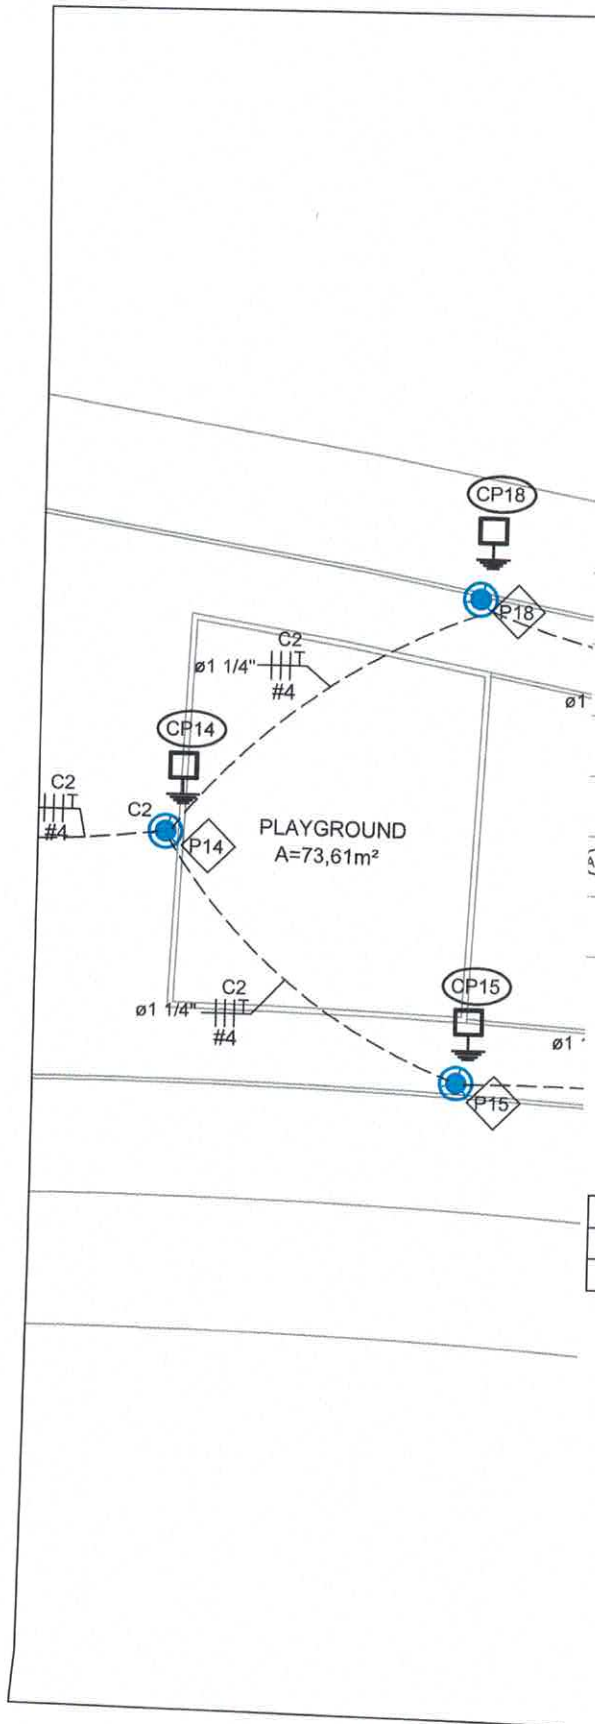 CP18
P18
C2
ø1 1/4"
T
#4
ø1
CP14
C2
T
#4
C2
P14
PLAYGROUND
A=73,61m²
C2
ø1 1/4"
T
#4
CP15
ø1
P15